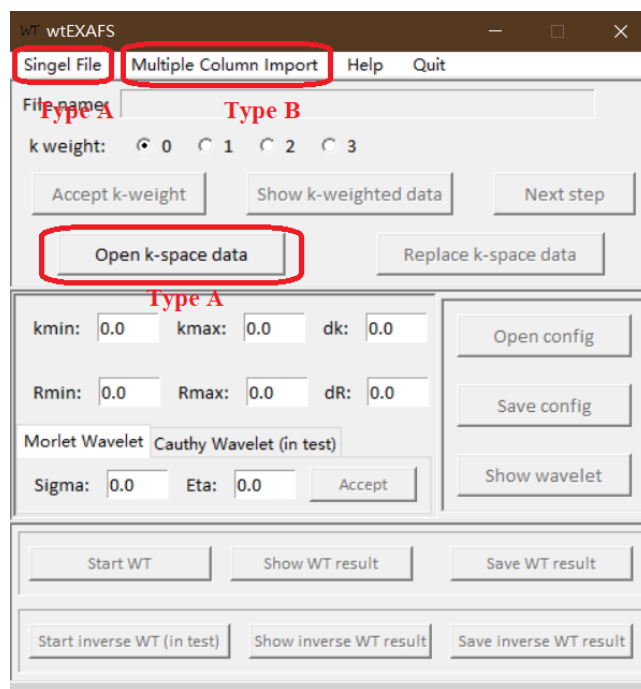 WT wtEXAFS
Singel File Multiple Column Import Help Quit
File name:
Type A Type B
k weight: 0 1 2 3
Accept k-weight Show k-weighted data Next step
Open k-space data Replace k-space data
Type A
kmin: 0.0 kmax: 0.0 dk: 0.0
Open config
Rmin: 0.0 Rmax: 0.0 dR: 0.0
Save config
Morlet Wavelet Cauthy Wavelet (in test)
Sigma: 0.0 Eta: 0.0 Accept
Show wavelet
Start WT Show WT result Save WT result
Start inverse WT (in test) Show inverse WT result Save inverse WT result